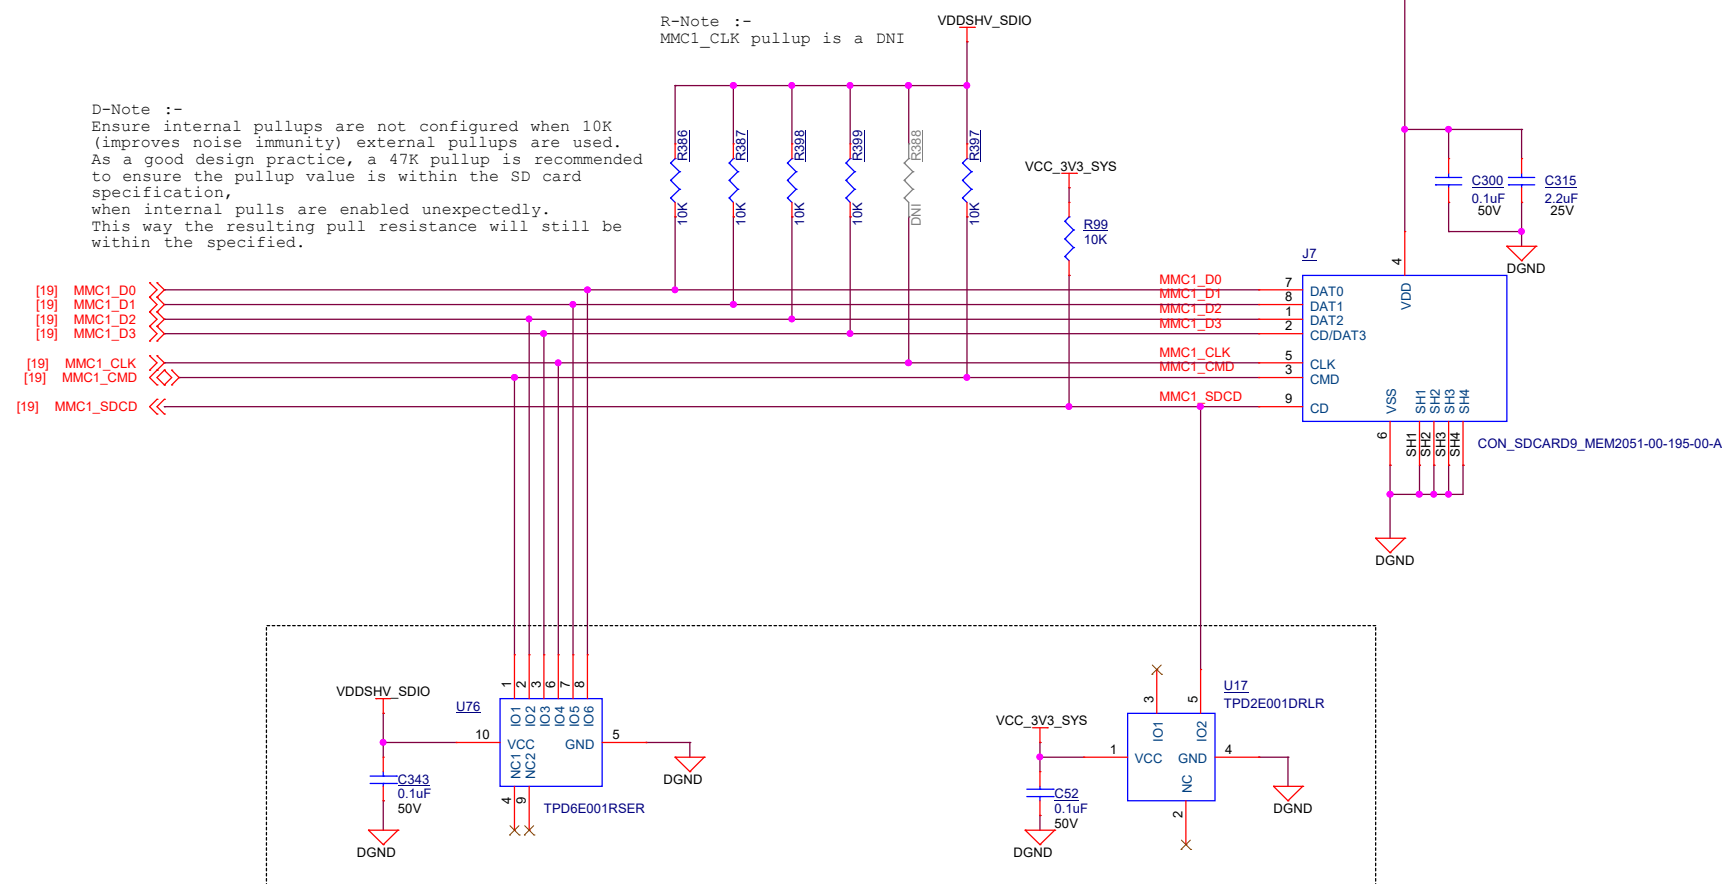 R-Note :-
MMC1_CLK pullup is a DNI
VDDSHV_SDIO
D-Note :-
Ensure internal pullups are not configured when 10K
(improves noise immunity) external pullups are used.
As a good design practice, a 47K pullup is recommended
to ensure the pullup value is within the SD card
specification,
when internal pulls are enabled unexpectedly.
This way the resulting pull resistance will still be
within the specified.
R386
10K
R387
10K
R398
10K
R399
10K
R388
DNI
R397
10K
VCC_3V3_SYS
R99
10K
C300
0.1uF
50V
C315
2.2uF
25V
DGND
[19] MMC1_D0
[19] MMC1_D1
[19] MMC1_D2
[19] MMC1_D3
[19] MMC1_CLK
[19] MMC1_CMD
[19] MMC1_SDCD
MMC1_D0
MMC1_D1
MMC1_D2
MMC1_D3
MMC1_CLK
MMC1_CMD
MMC1_SDCD
J7
4
VDD
7 DAT0
8 DAT1
1 DAT2
2 CD/DAT3
5 CLK
3 CMD
9 CD
VSS
SH1
SH2
SH3
SH4
6
SH1
SH2
SH3
SH4
CON_SDCARD9_MEM2051-00-195-00-A
DGND
VDDSHV_SDIO
U76
1
2
3
6
7
8
IO1
IO2
IO3
IO4
IO5
IO6
10 VCC
GND 5
NC1
NC2
4
9
TPD6E001RSER
DGND
C343
0.1uF
50V
DGND
VCC_3V3_SYS
U17
TPD2E001DRLR
3
5
IO1
IO2
1 VCC
GND 4
NC
2
DGND
C52
0.1uF
50V
DGND